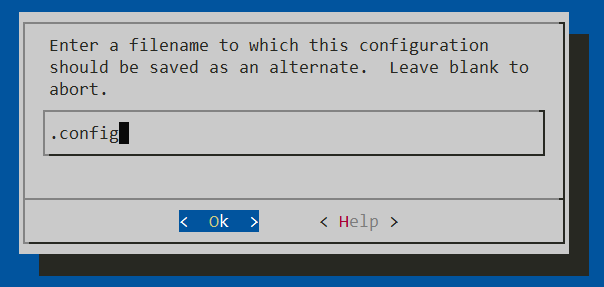 Enter a filename to which this configuration
should be saved as an alternate.  Leave blank to
abort.
.config
<  Ok  > < Help >